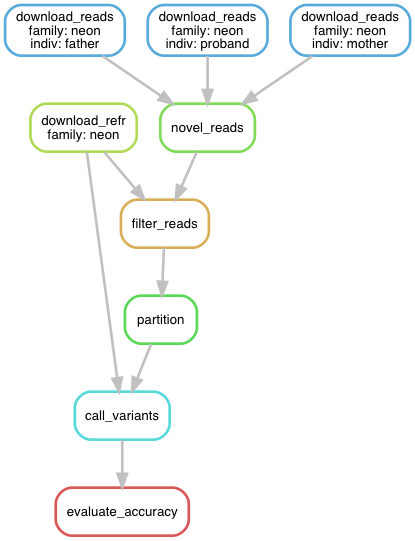 download_reads
family: neon
indiv: father
download_reads
family: neon
indiv: proband
download_reads
family: neon
indiv: mother
download_refr
family: neon
novel_reads
filter_reads
partition
call_variants
evaluate_accuracy